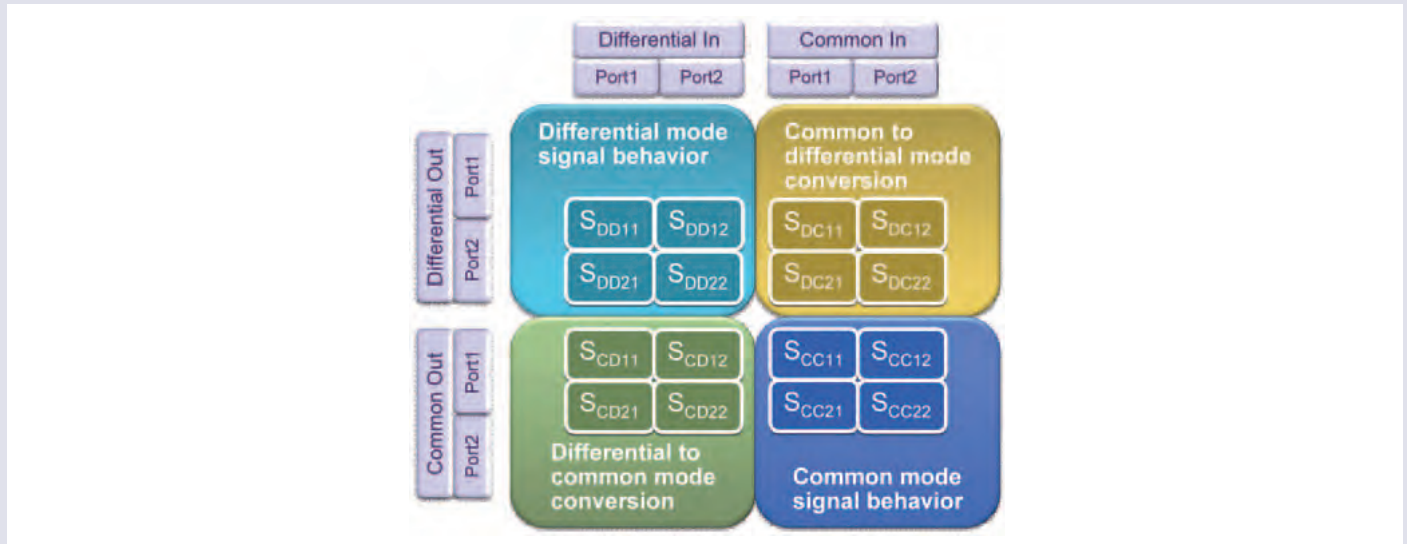 Differential In
Common In
Port1 Port2
Port1 Port2
Differential Out
Port1
Port2
Common Out
Port1
Port2
Differential mode
signal behavior
SDD11 SDD12
SDD21 SDD22
Common to
differential mode
conversion
SDC11 SDC12
SDC21 SDC22
SCD11 SCD12
SCD21 SCD22
Differential to
common mode
conversion
SCC11 SCC12
SCC21 SCC22
Common mode
signal behavior